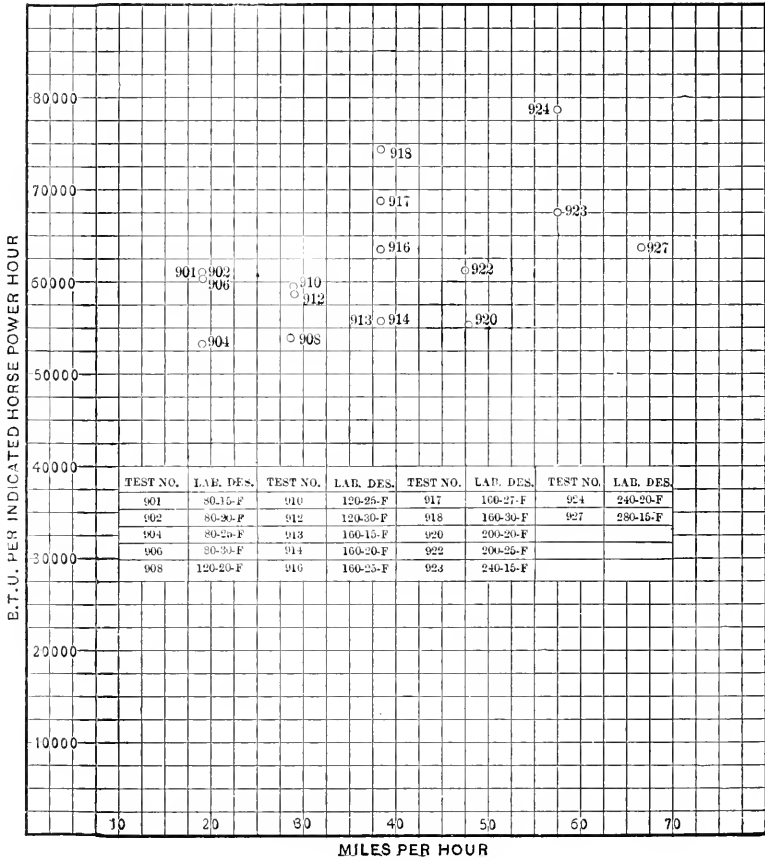 80000
924
918
70000
917
923
916
927
901 902
906
922
60000
910
912
913 914
920
904
908
50000
40000
TEST NO. LAB. DES. TEST NO. LAB. DES. TEST NO. LAB. DES. TEST NO. LAB. DES.
901 80-15-F 910 120-25-F 917 160-27-F 924 240-20-F
902 80-20-F 912 120-30-F 918 160-30-F 927 280-15-F
904 80-25-F 913 160-15-F 920 200-20-F
906 80-30-F 914 160-20-F 922 200-25-F
908 120-20-F 916 160-25-F 923 240-15-F
30000
20000
10000
10 20 30 40 50 60 70
MILES PER HOUR
B.T.U. PER INDICATED HORSE POWER HOUR